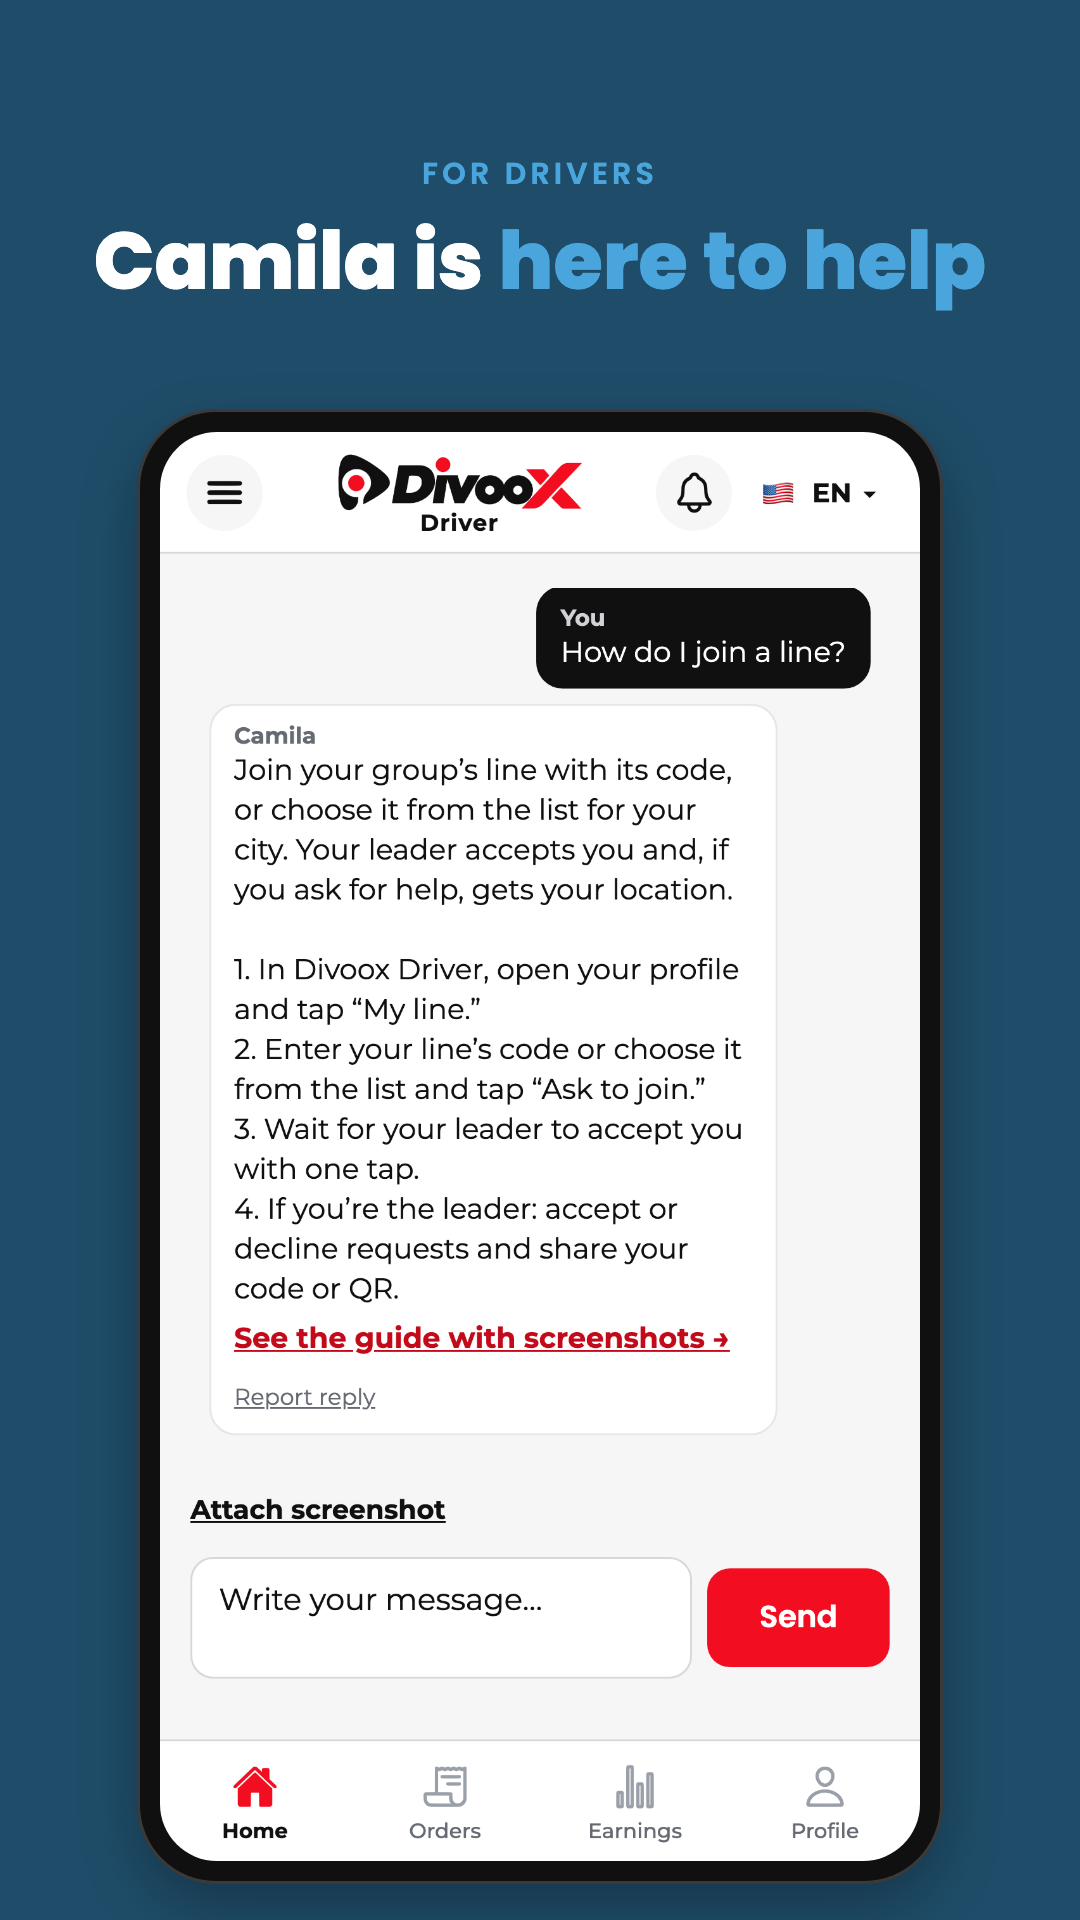 FOR DRIVERS
Camila is here to help
DivooX
Driver
EN
You
How do I join a line?
Camila
Join your group’s line with its code,
or choose it from the list for your
city. Your leader accepts you and, if
you ask for help, gets your location.
1. In Divoox Driver, open your profile
and tap “My line.”
2. Enter your line’s code or choose it
from the list and tap “Ask to join.”
3. Wait for your leader to accept you
with one tap.
4. If you’re the leader: accept or
decline requests and share your
code or QR.
See the guide with screenshots →
Report reply
Attach screenshot
Write your message...
Send
Home
Orders
Earnings
Profile